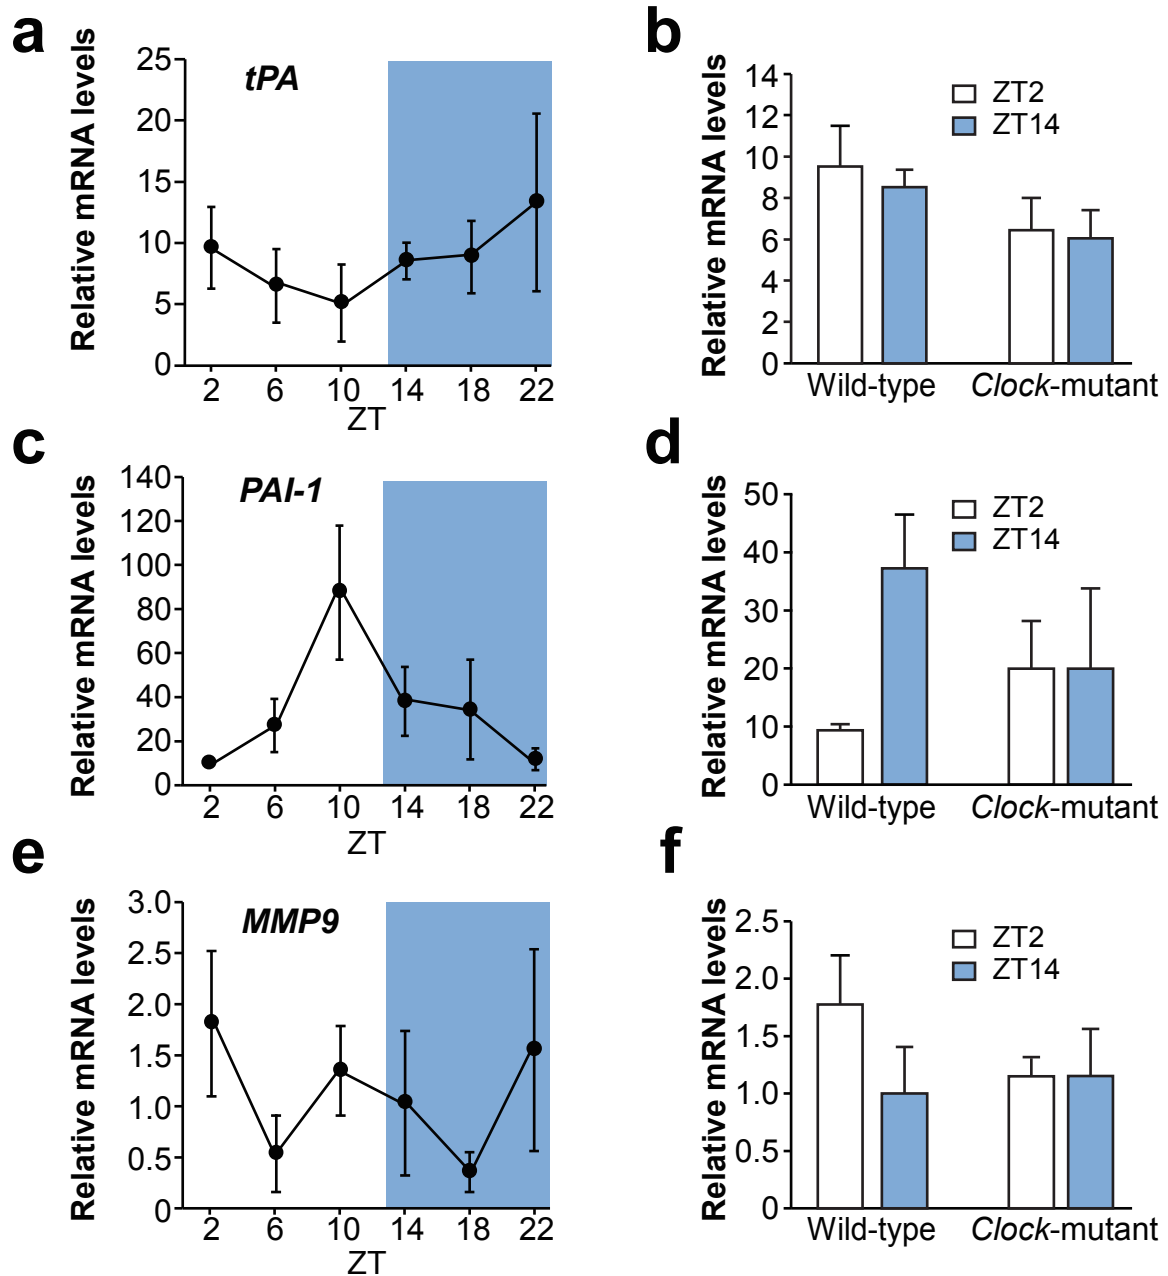 a
Relative mRNA levels
25
20
15
10
5
0
tPA
2 6 10 14 18 22
ZT
b
Relative mRNA levels
14
12
10
8
6
4
2
0
ZT2
ZT14
Wild-type Clock-mutant
c
Relative mRNA levels
140
120
100
80
60
40
20
0
PAI-1
2 6 10 14 18 22
ZT
d
Relative mRNA levels
50
40
30
20
10
0
ZT2
ZT14
Wild-type Clock-mutant
e
Relative mRNA levels
3.0
2.5
2.0
1.5
1.0
0.5
0
MMP9
2 6 10 14 18 22
ZT
f
Relative mRNA levels
2.5
2.0
1.5
1.0
0.5
0
ZT2
ZT14
Wild-type Clock-mutant